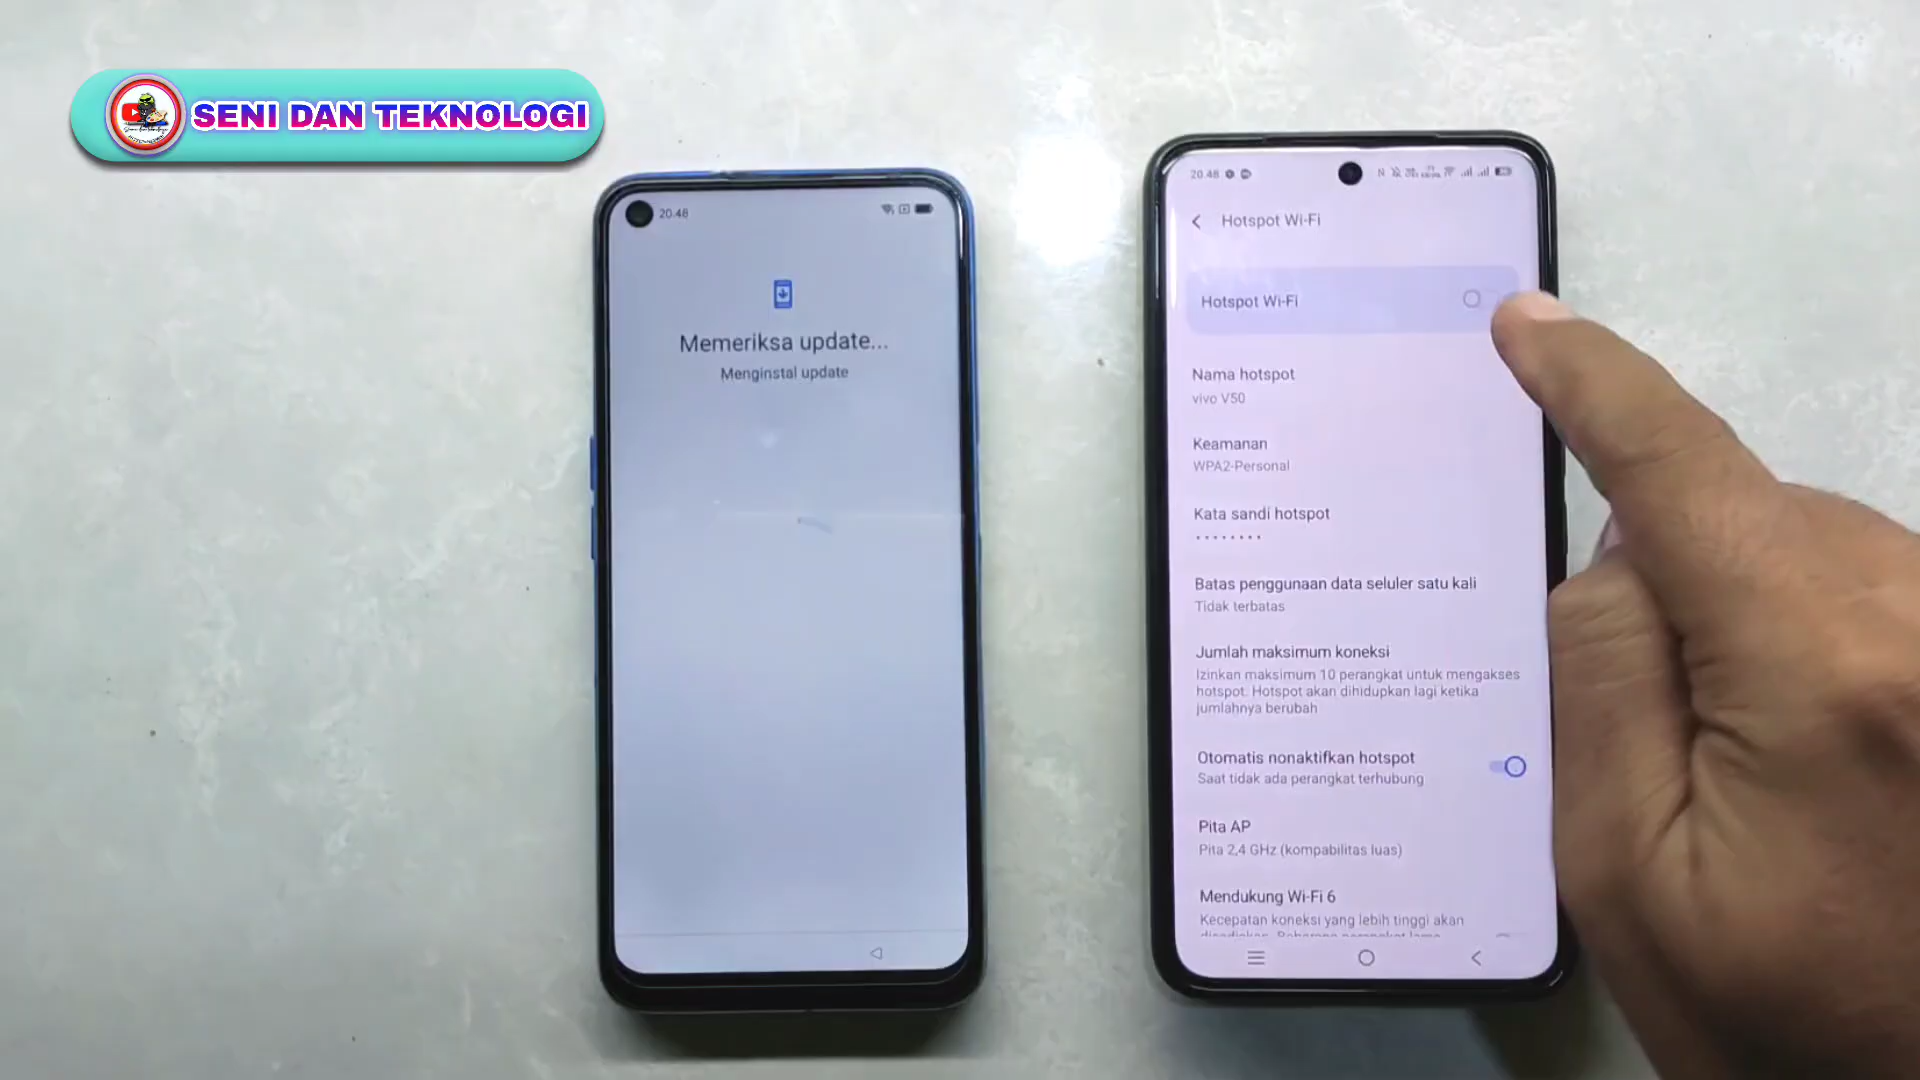 SENI DAN TEKNOLOGI
20.48
Memeriksa update...
Menginstal update
20.48
Hotspot Wi-Fi
Hotspot Wi-Fi
Nama hotspot
vivo V50
Keamanan
WPA2-Personal
Kata sandi hotspot
Batas penggunaan data seluler satu kali
Tidak terbatas
Jumlah maksimum koneksi
Izinkan maksimum 10 perangkat untuk mengakses
hotspot. Hotspot akan dihidupkan lagi ketika
jumlahnya berubah
Otomatis nonaktifkan hotspot
Saat tidak ada perangkat terhubung
Pita AP
Pita 2,4 GHz (kompabilitas luas)
Mendukung Wi-Fi 6
Kecepatan koneksi yang lebih tinggi akan